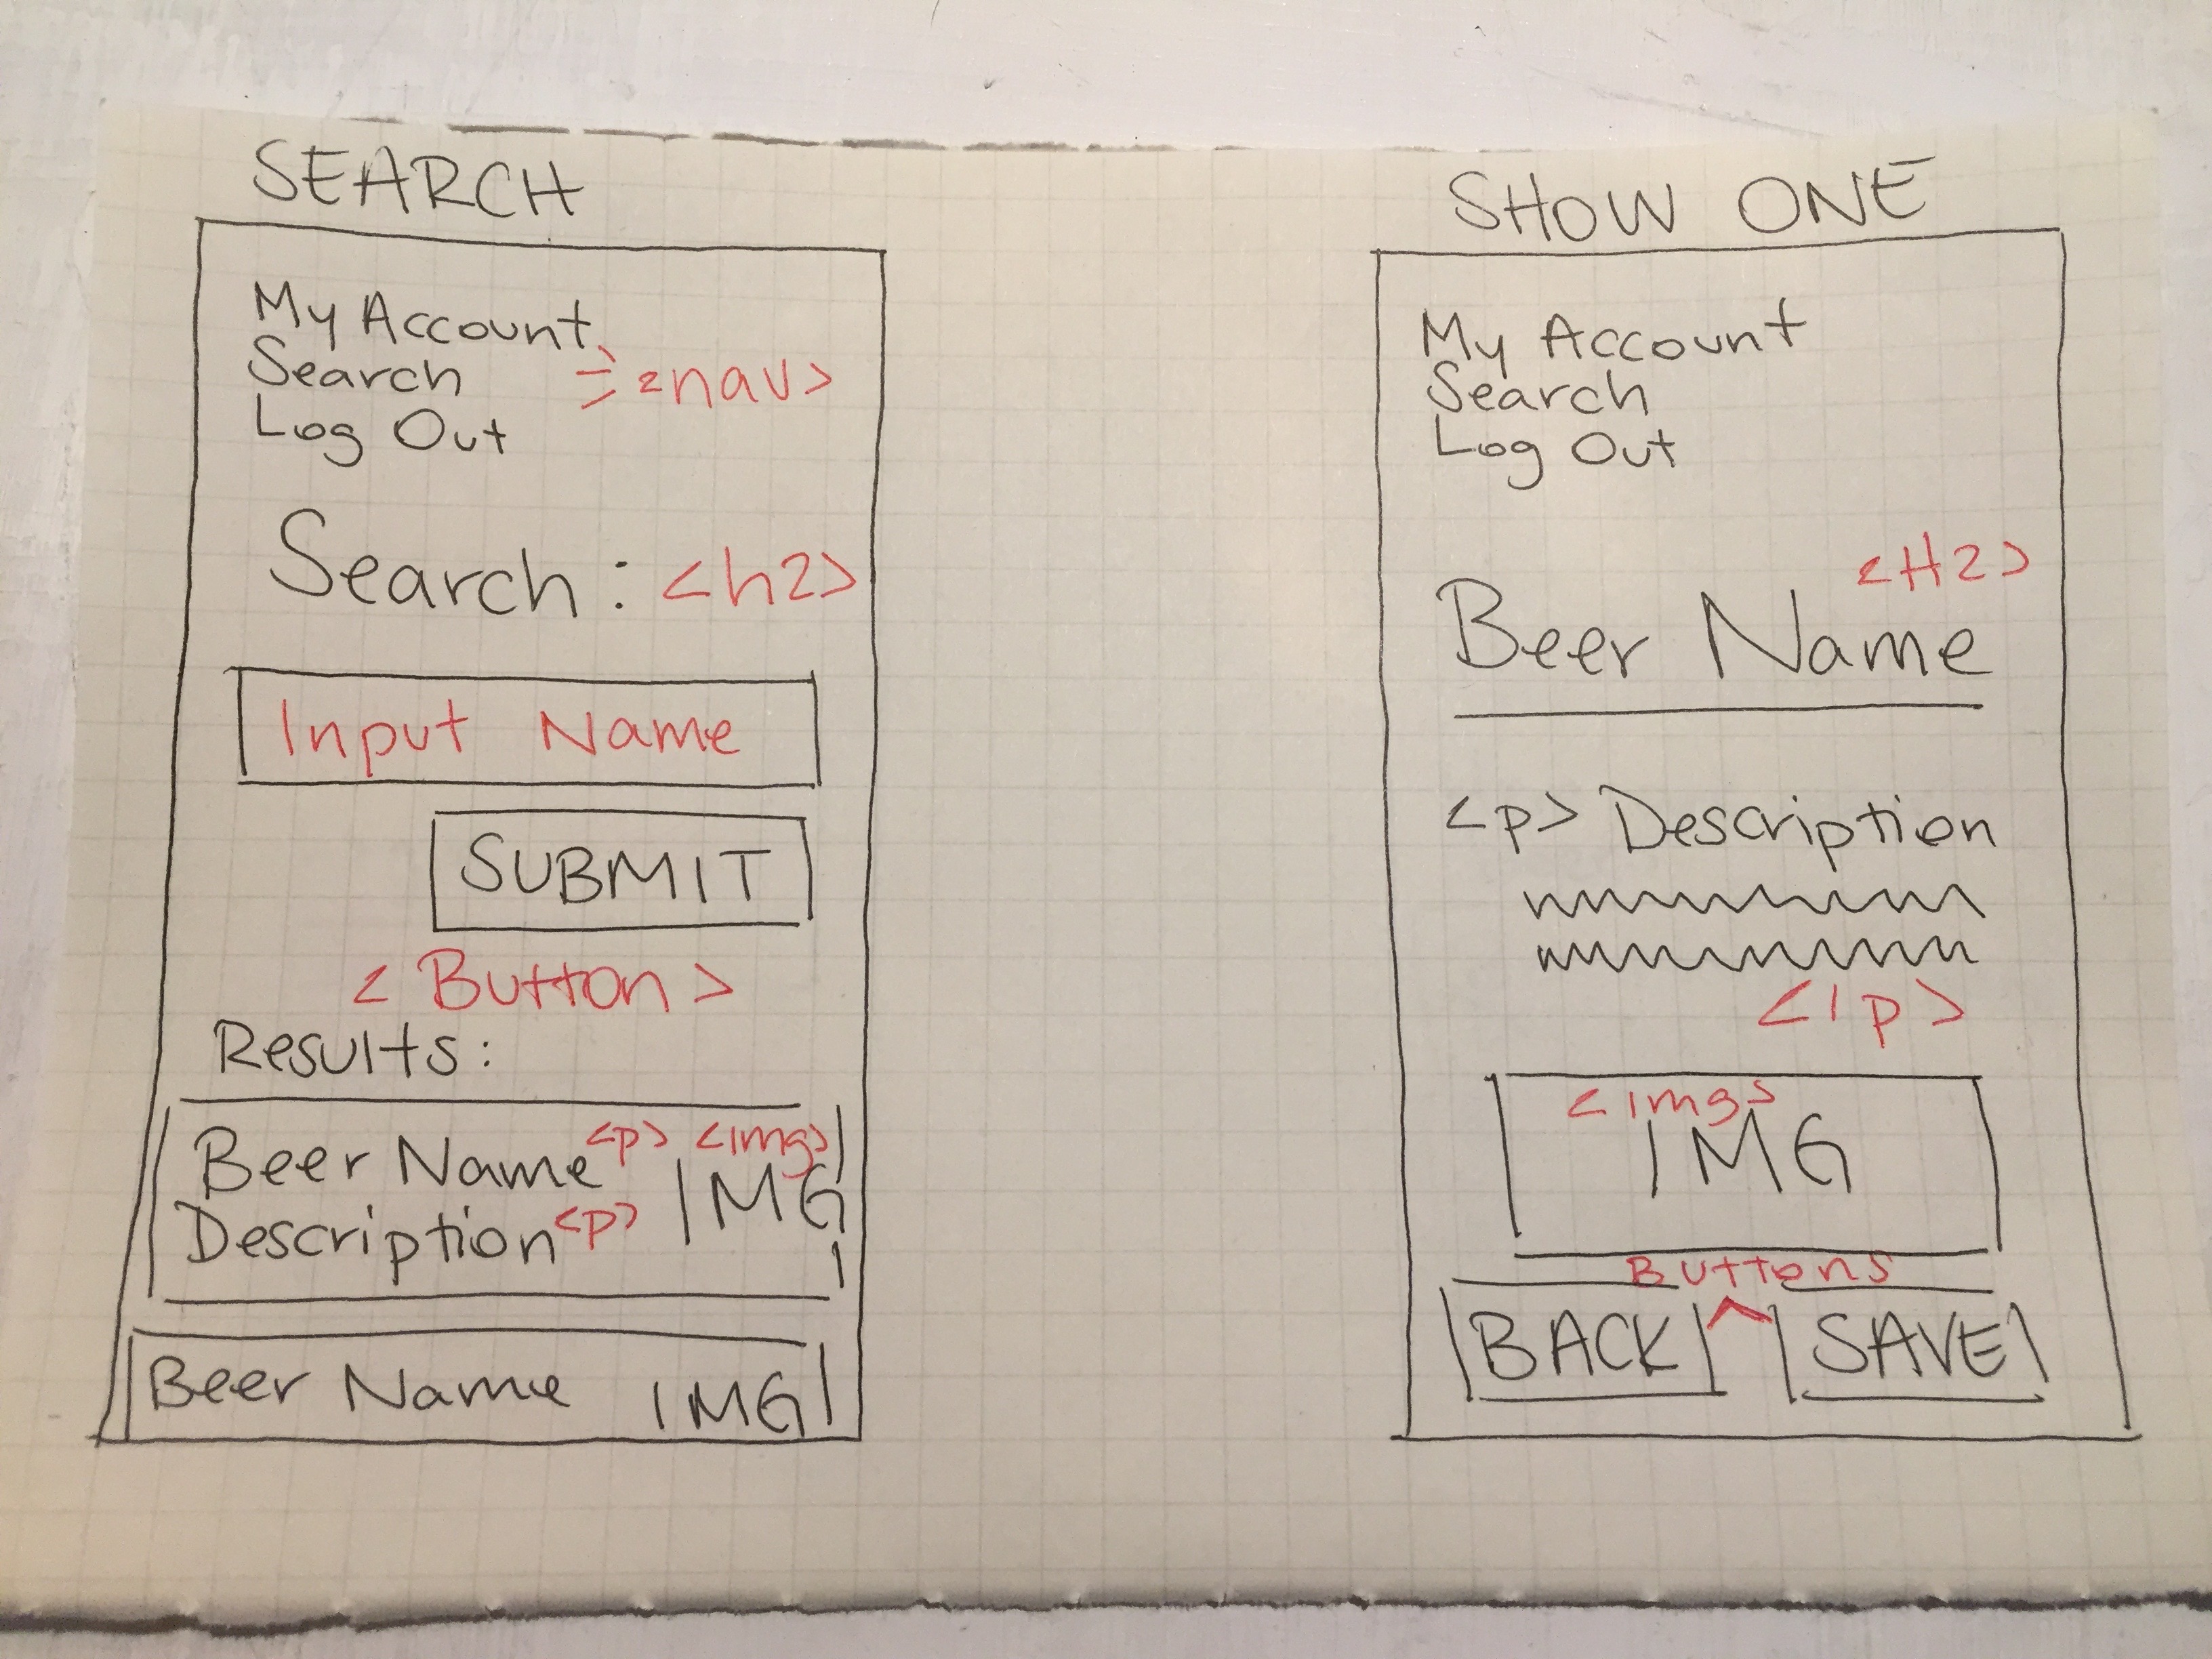 SEARCH
My Account
Search <nav>
Log Out
Search : <h2>
Input Name
SUBMIT
< Button >
Results:
Beer Name <p> <img>
IMG
Description <p>
Beer Name IMG
SHOW ONE
My Account
Search
Log Out
<H2>
Beer Name
<p> Description
</p>
<img>
IMG
Buttons
BACK SAVE